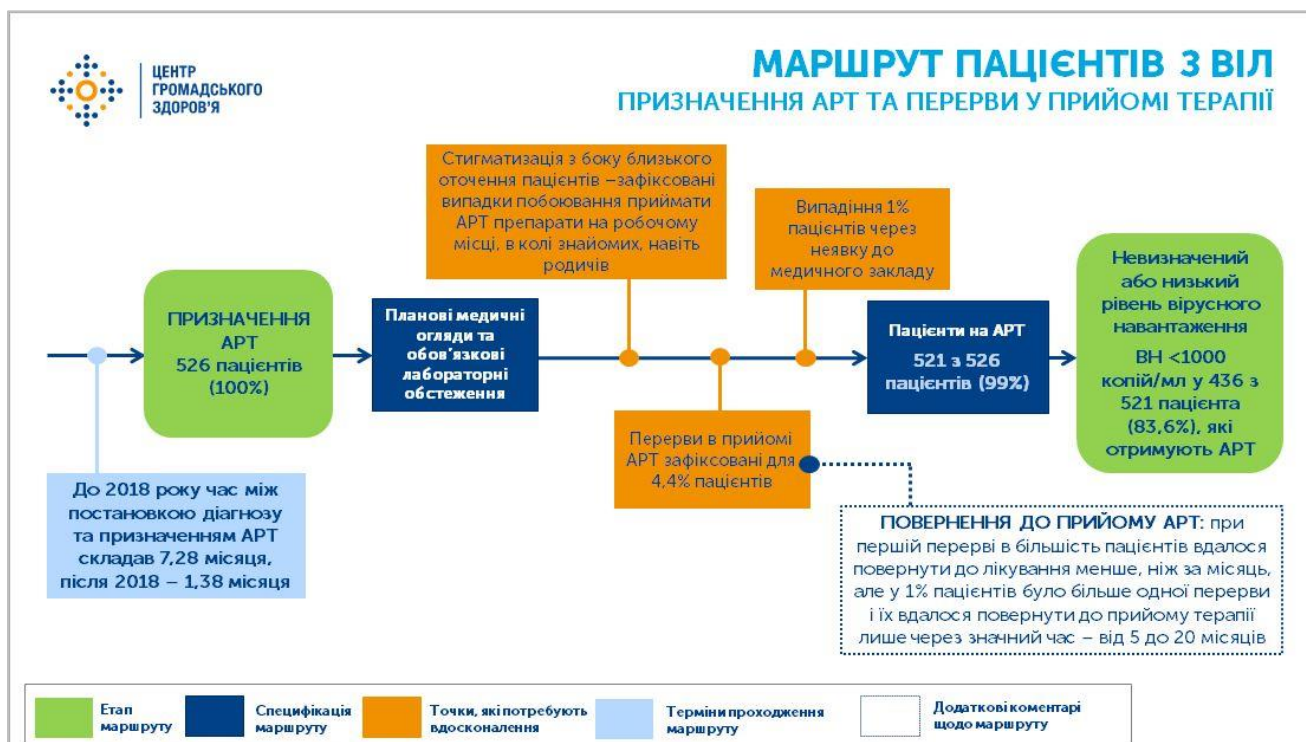 ЦЕНТР
ГРОМАДСЬКОГО
ЗДОРОВ'Я
МАРШРУТ ПАЦІЄНТІВ З ВІЛ
ПРИЗНАЧЕННЯ АРТ ТА ПЕРЕРВИ У ПРИЙОМІ ТЕРАПІЇ
Стигматизація з боку близького
оточення пацієнтів –зафіксовані
випадки побоювання приймати
АРТ препарати на робочому
місці, в колі знайомих, навіть
родичів
Випадіння 1%
пацієнтів через
неявку до
медичного закладу
ПРИЗНАЧЕННЯ
АРТ
526 пацієнтів
(100%)
Планові медичні
огляди та
обов'язкові
лабораторні
обстеження
Пацієнти на АРТ
521 з 526
пацієнтів (99%)
Невизначений
або низький
рівень вірусного
навантаження
ВН <1000
копій/мл у 436 з
521 пацієнта
(83,6%), які
отримують АРТ
До 2018 року час між
постановкою діагнозу
та призначенням АРТ
складав 7,28 місяця,
після 2018 – 1,38 місяця
Перерви в прийомі
АРТ зафіксовані для
4,4% пацієнтів
ПОВЕРНЕННЯ ДО ПРИЙОМУ АРТ: при
першій перерві в більшість пацієнтів вдалося
повернути до лікування менше, ніж за місяць,
але у 1% пацієнтів було більше одної перерви
і їх вдалося повернути до прийому терапії
лише через значний час – від 5 до 20 місяців
Етап
маршруту
Специфікація
маршруту
Точки, які потребують
вдосконалення
Терміни проходження
маршруту
Додаткові коментарі
щодо маршруту